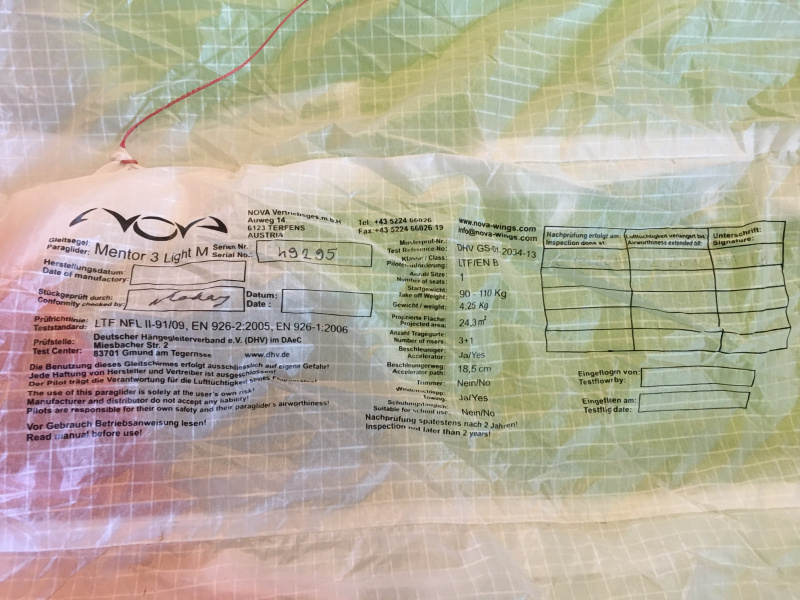 NOVA
NOVA Vertriebsges.m.b.H
Auweg 14,
6123 TERFENS
AUSTRIA
Tel: +43 5224 66026
Fax:+43 5224 66026 19
www.nova-wings.com
info@nova-wings.com
Gleitsegel:
Paraglider: Mentor 3 Light M
Serien Nr.
Serial No.: 49295
Herstellungsdatum:
Date of manufactory:
Stückgeprüft durch:
Conformity checked by:
Datum:
Date :
Prüfrichtlinie:
Teststandard: LTF NFL II-91/09, EN 926-2:2005, EN 926-1:2006
Prüfstelle: Deutscher Hängegleiterverband e.V. (DHV) im DAeC
Test Center: Miesbacher Str. 2
83701 Gmund am Tegernsee www.dhv.de
Die Benutzung dieses Gleitschirmes erfolgt ausschliesslich auf eigene Gefahr!
Jede Haftung von Hersteller und Vertreiber ist ausgeschlossen!
Der Pilot trägt die Verantwortung für die Lufttüchtigkeit
The use of this paraglider is solely at the user's own risk!
Manufacturer and distributor do not accept any liability!
Pilots are responsible for their own safety and their paraglider's airworthiness!
Vor Gebrauch Betriebsanweisung lesen!
Read manual before use!
Musterprüf-Nr.:
Test Reference-No: DHV GS-01-2034-13
Klasse / Class: LTF/EN B
Anzahl Sitze
Number of seats: 1
Startgewicht:
Take off Weight: 90 - 110 Kg
Gewicht / weight: 4.25 Kg
Projizierte Fläche:
Projected area: 24,3 m²
Anzahl Tragegurte:
Number of risers: 3+1
Beschleuniger:
Accelerator: Ja/Yes
Beschleunigerweg:
Accelerator path: 18,5 cm
Trimmer: Nein/No
Windenschlepp:
Towing: Ja/Yes
Schulungstauglich:
Suitable for school use: Nein/No
Nachprüfung spätestens nach 2 Jahren!
Inspection not later than 2 years!
Nachprüfung erfolgt am:
Inspection done at:
Lufttüchtigkeit verlängert bis:
Airworthiness extended till:
Unterschrift:
Signature:
Eingeflogen von:
Testflown by:
Eingeflogen am:
Testflig date: